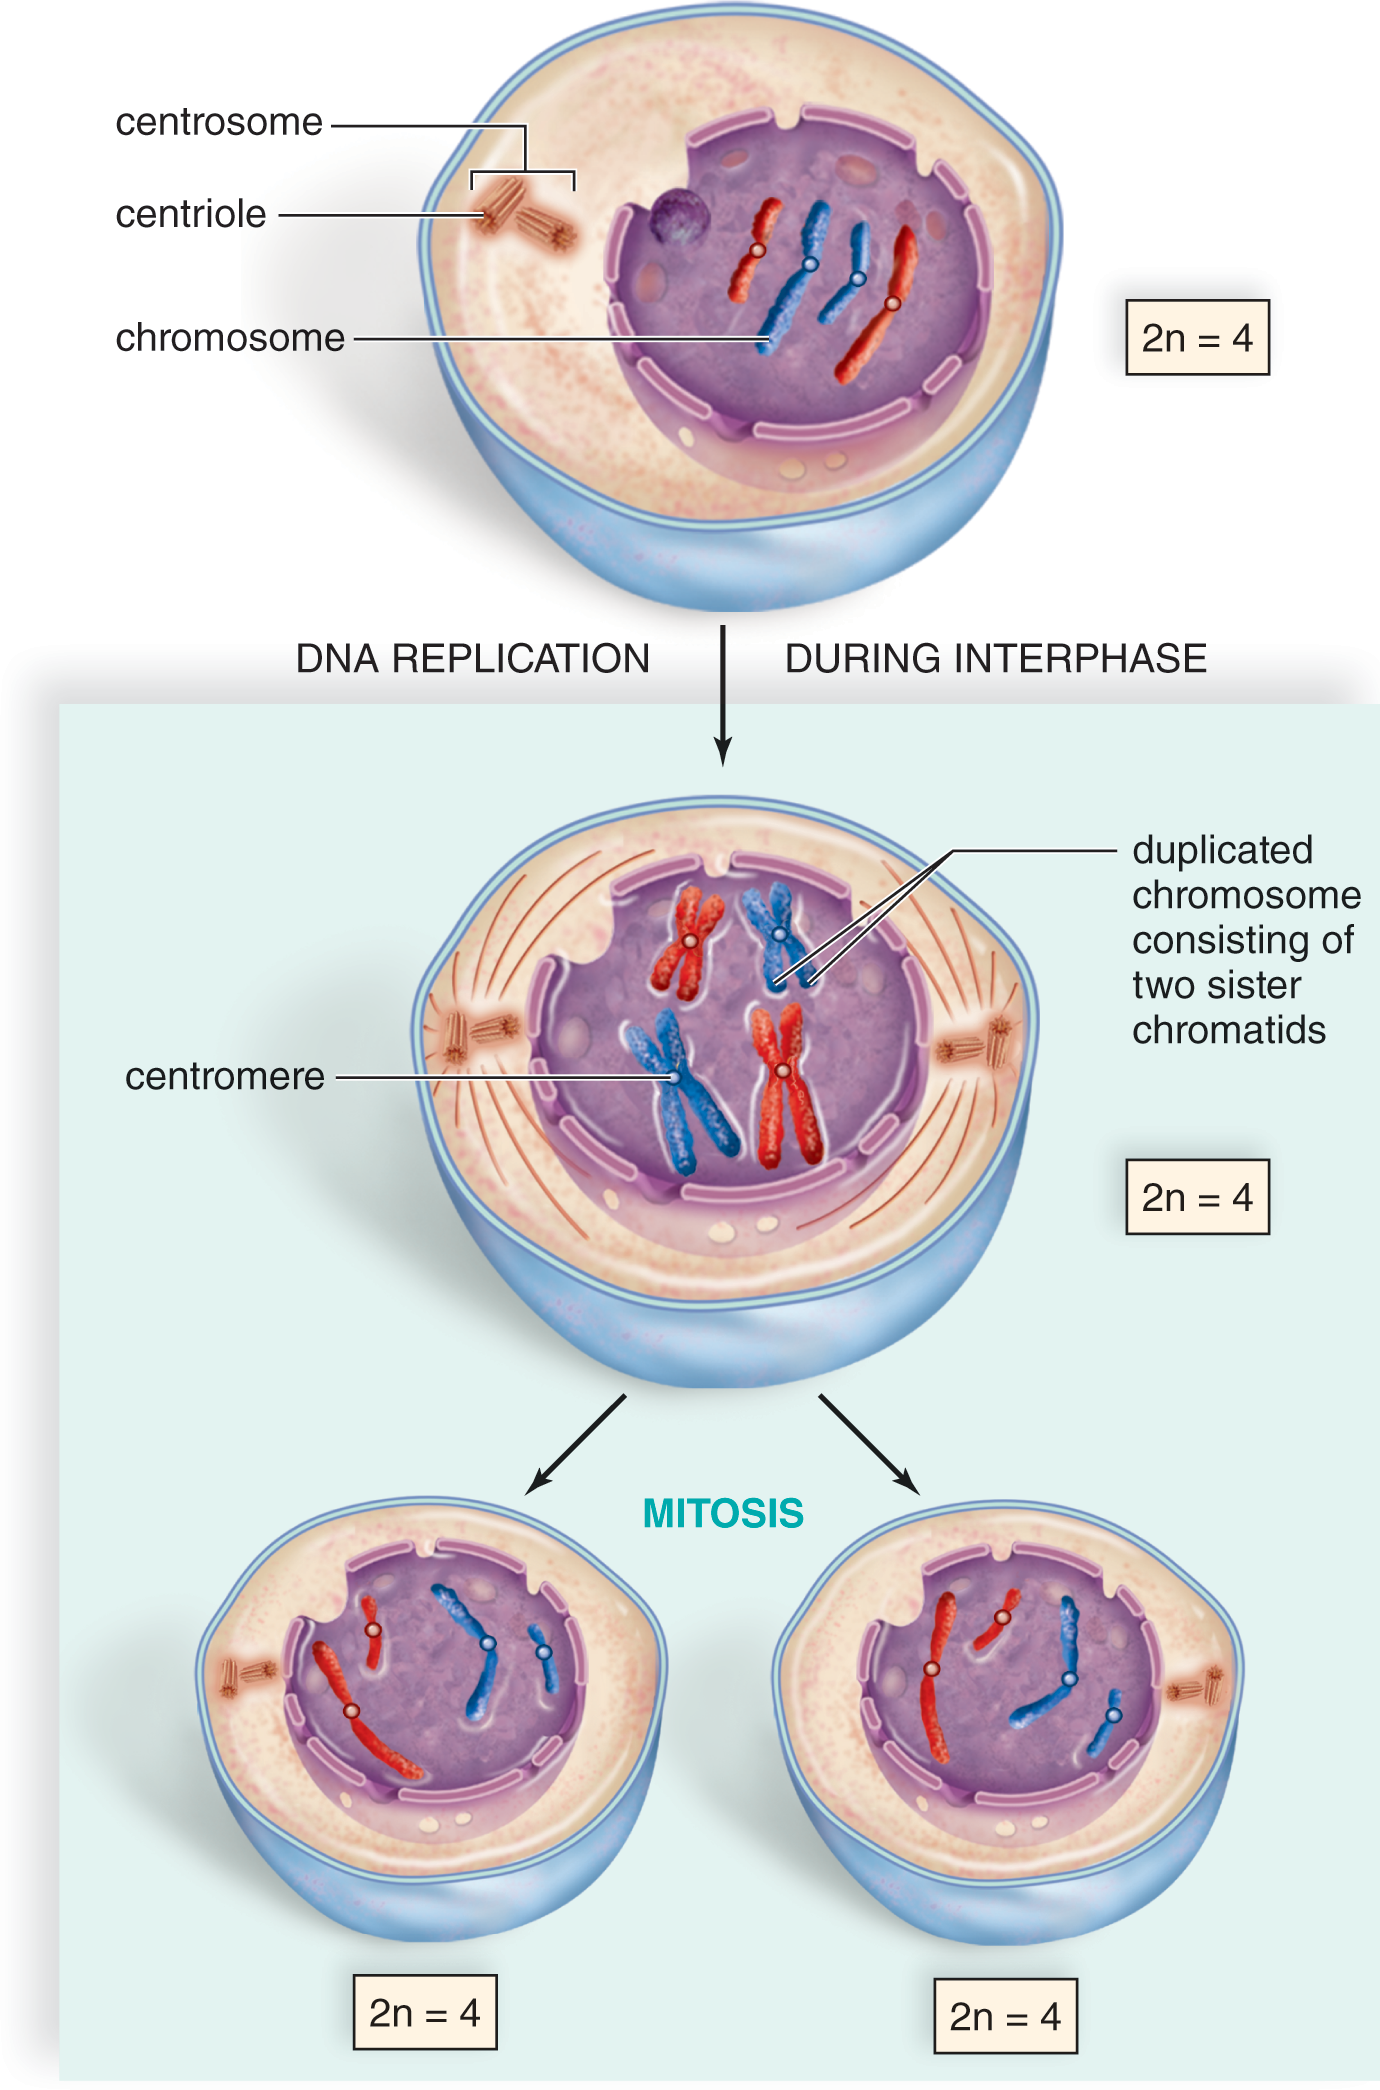 centrosome
centriole
chromosome
2n = 4
DNA REPLICATION DURING INTERPHASE
duplicated
chromosome
consisting of
two sister
chromatids
centromere
2n = 4
MITOSIS
2n = 4
2n = 4